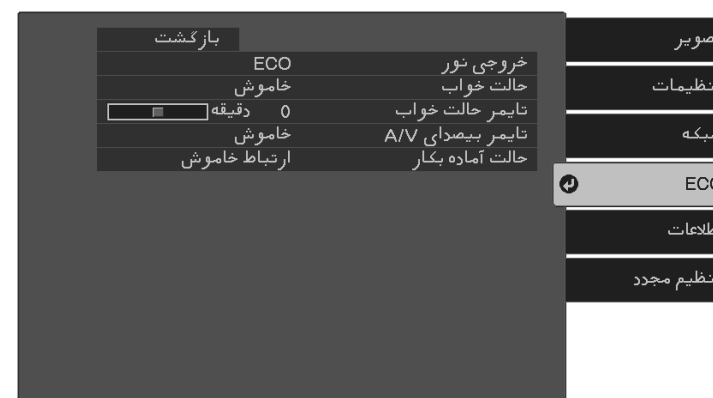 بازگشت
خروجی نور ECO
حالت خواب خاموش
تایمر حالت خواب 0 دقیقه
تایمر بیصدای A/V خاموش
حالت آماده بکار ارتباط خاموش
مجدد